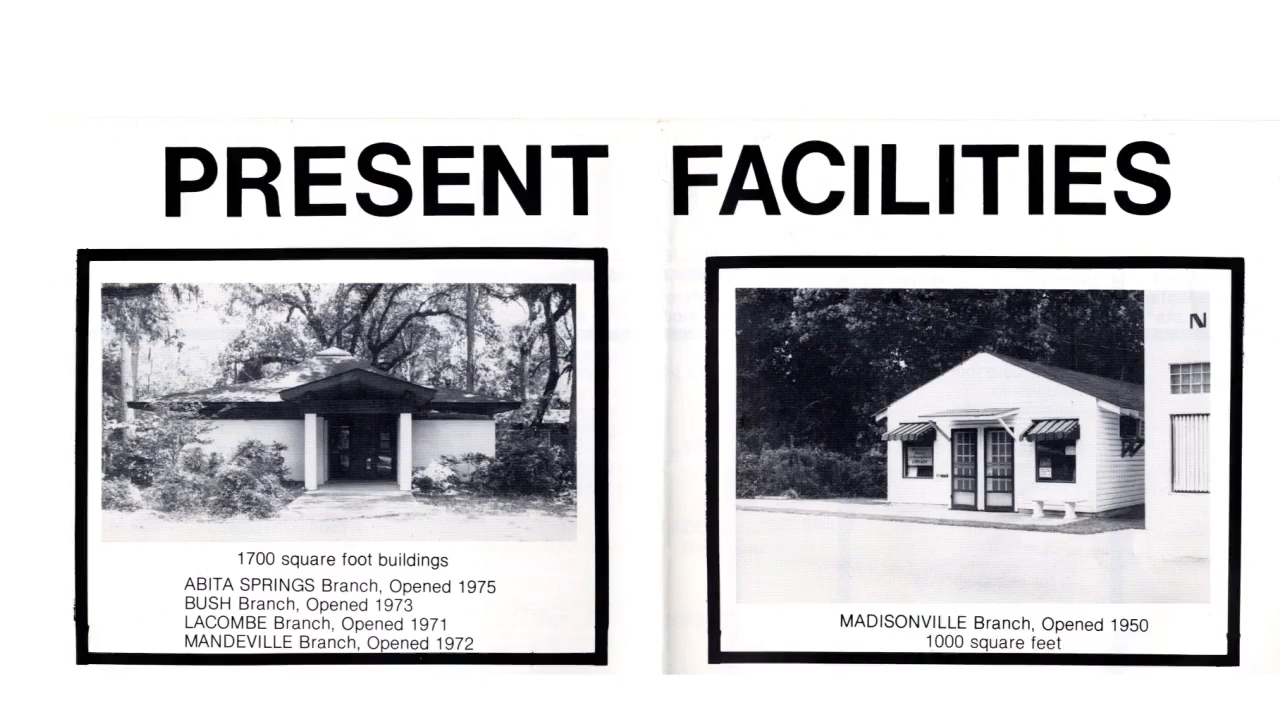 PRESENT FACILITIES
1700 square foot buildings
ABITA SPRINGS Branch, Opened 1975
BUSH Branch, Opened 1973
LACOMBE Branch, Opened 1971
MANDEVILLE Branch, Opened 1972
N
LIBRARY
MADISONVILLE Branch, Opened 1950
1000 square feet